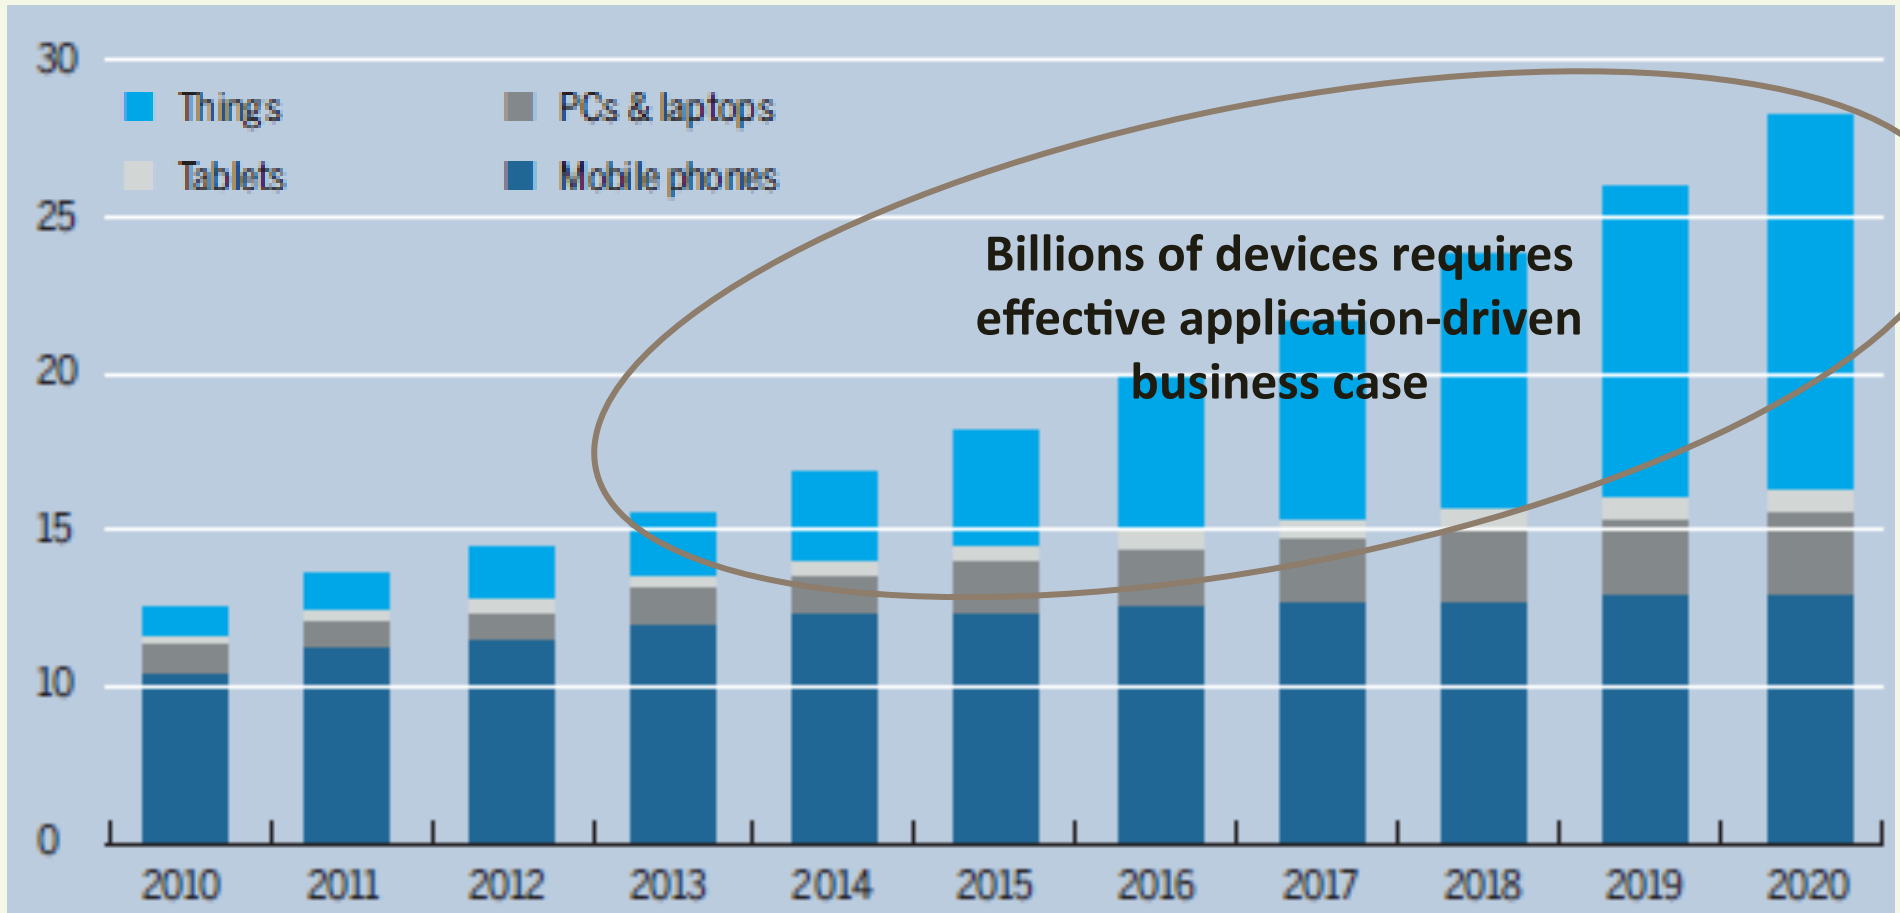 30
Things PCs & laptops
Tablets Mobile phones
25
Billions of devices requires
effective application-driven
20
business case
15
10
0
2010 2011 2012 2013 2014 2015 2016 2017 2018 2019 2020